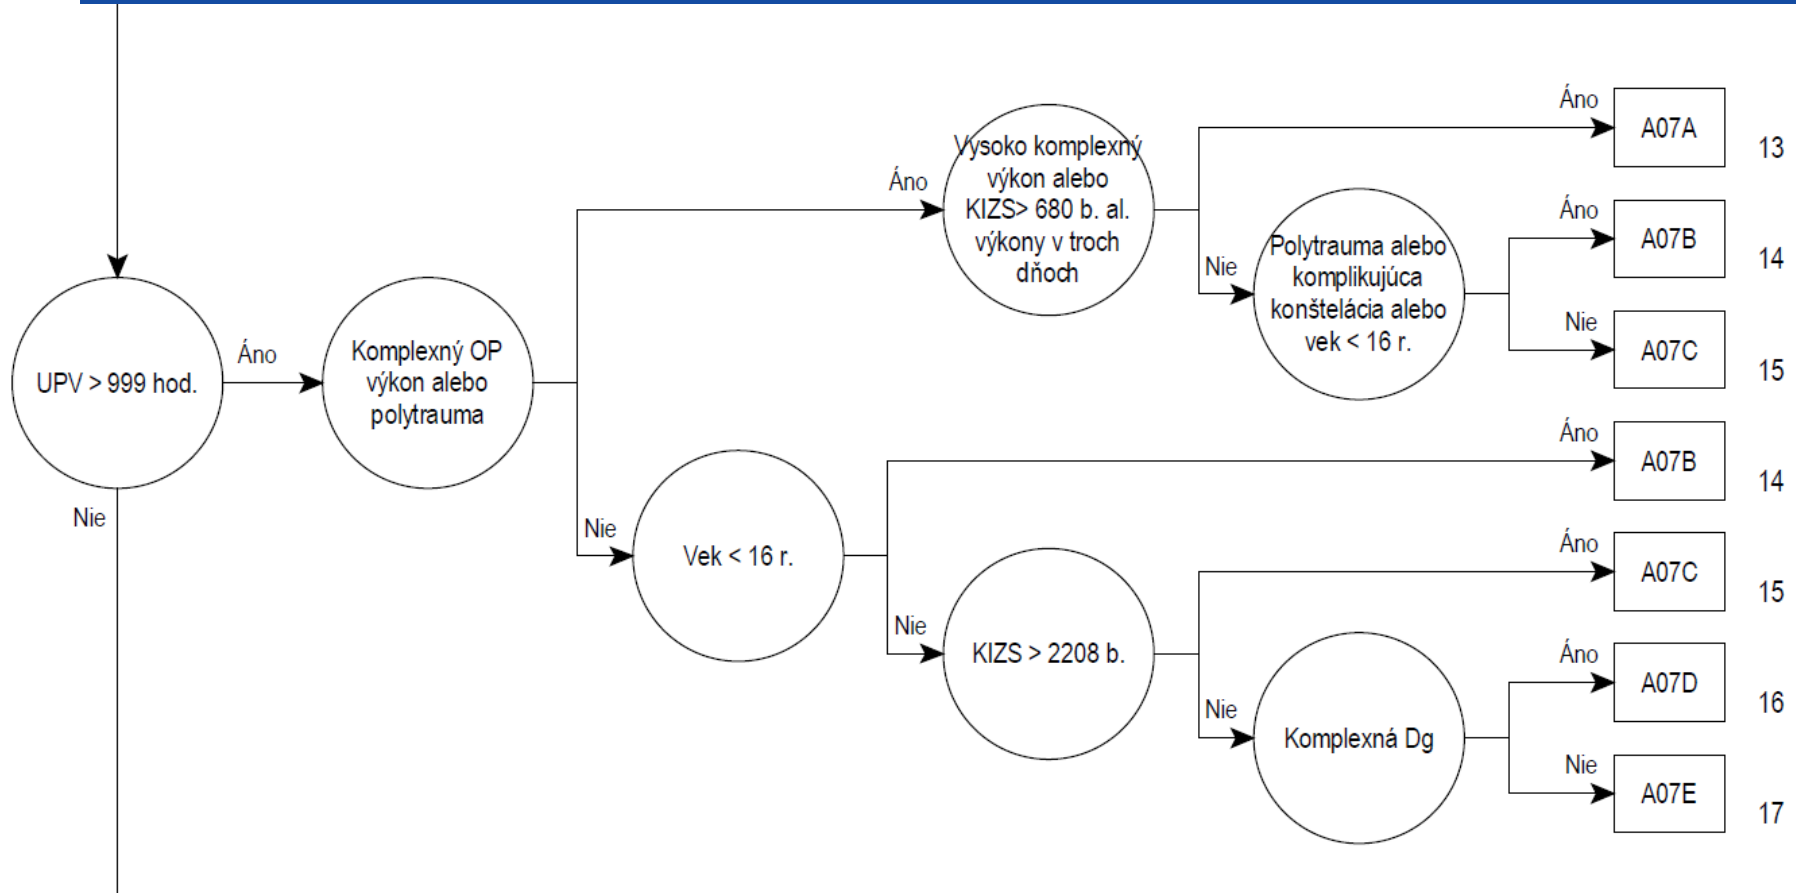 Áno
A07A
13
Vysoko komplexný
výkon alebo
KIZS> 680 b. al.
výkony v troch
dňoch
Áno
Áno
A07B
14
Polytrauma alebo
komplikujúca
konštelácia alebo
vek < 16 r.
Nie
Nie
A07C
15
UPV > 999 hod.
Áno
Nie
Komplexný OP
výkon alebo
polytrauma
Áno
A07B
14
Nie
Vek < 16 r.
Áno
A07C
15
Nie
KIZS > 2208 b.
Áno
A07D
16
Nie
Komplexná Dg
Nie
A07E
17